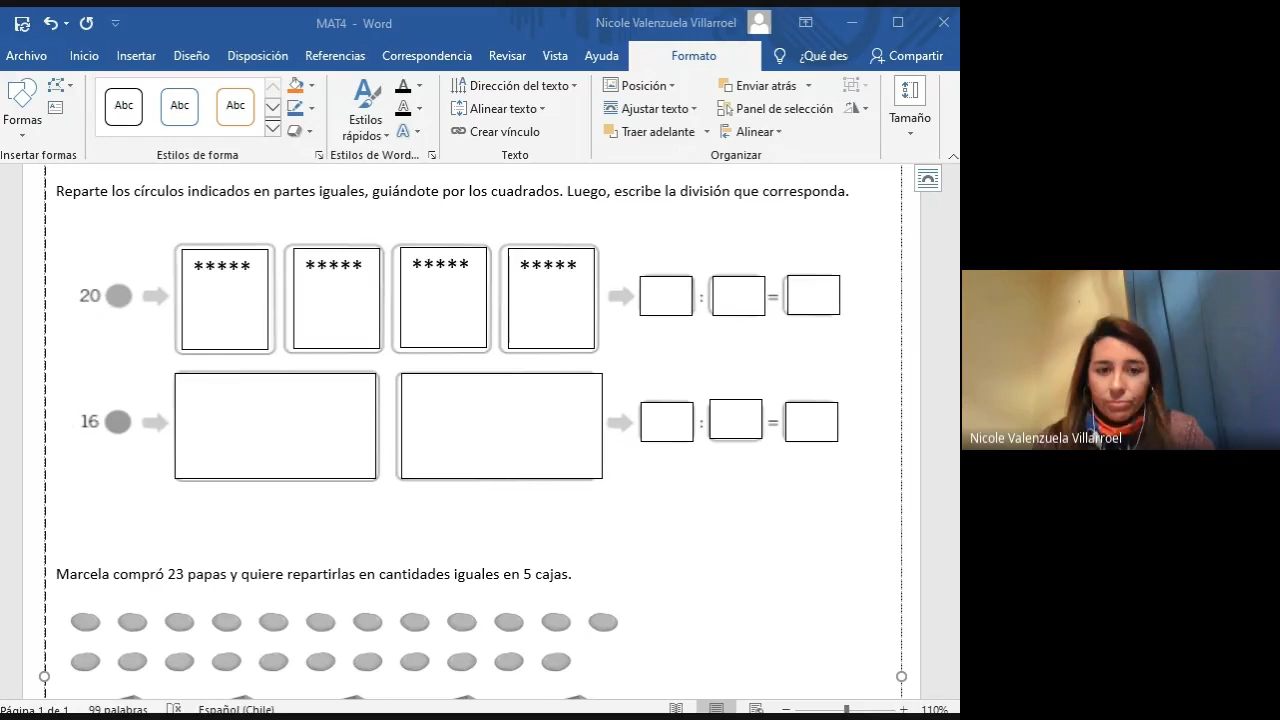 MAT4 - Word
Nicole Valenzuela Villarroel
Archivo Inicio Insertar Diseño Disposición Referencias Correspondencia Revisar Vista Ayuda Formato ¿Qué des Compartir
Formas
Insertar formas
Abc Abc Abc
Estilos de forma
Estilos rápidos
Estilos de Word...
Dirección del texto
Alinear texto
Crear vínculo
Texto
Posición
Ajustar texto
Traer adelante
Enviar atrás
Panel de selección
Alinear
Organizar
Tamaño
Reparte los círculos indicados en partes iguales, guiándote por los cuadrados. Luego, escribe la división que corresponda.
20 ***** ***** ***** ***** : =
16 : =
Marcela compró 23 papas y quiere repartirlas en cantidades iguales en 5 cajas.
Página 1 de 1 99 palabras Español (Chile) 110%
Nicole Valenzuela Villarroel